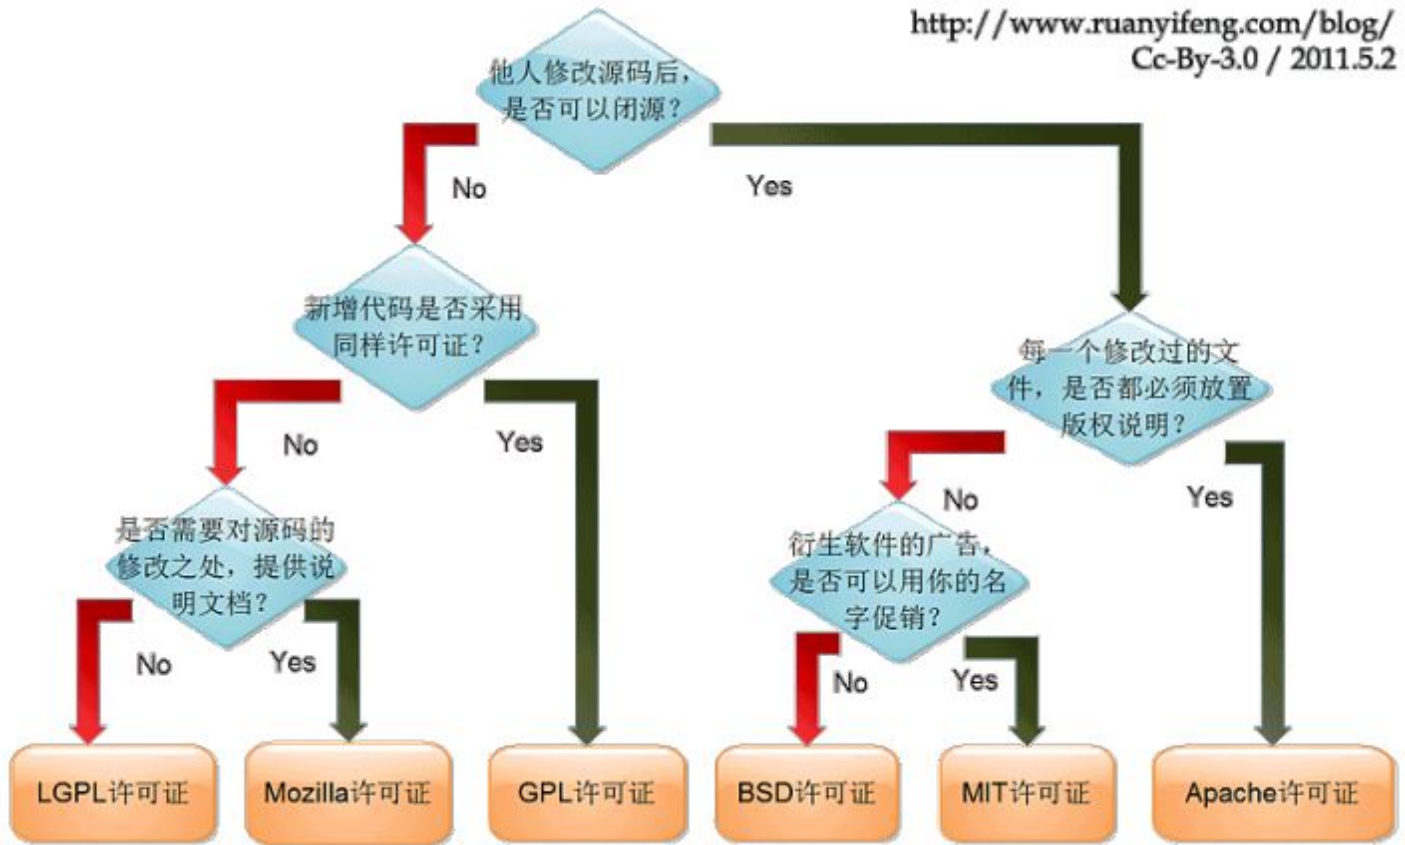 http://www.ruanyifeng.com/blog/
Cc-By-3.0 / 2011.5.2
他人修改源码后，
是否可以闭源？
No
Yes
新增代码是否采用
同样许可证？
每一个修改过的文
件，是否都必须放置
版权说明？
No
Yes
No
Yes
是否需要对源码的
修改之处，提供说
明文档？
衍生软件的广告，
是否可以用你的名
字促销？
No
Yes
No
Yes
LGPL许可证
Mozilla许可证
GPL许可证
BSD许可证
MIT许可证
Apache许可证